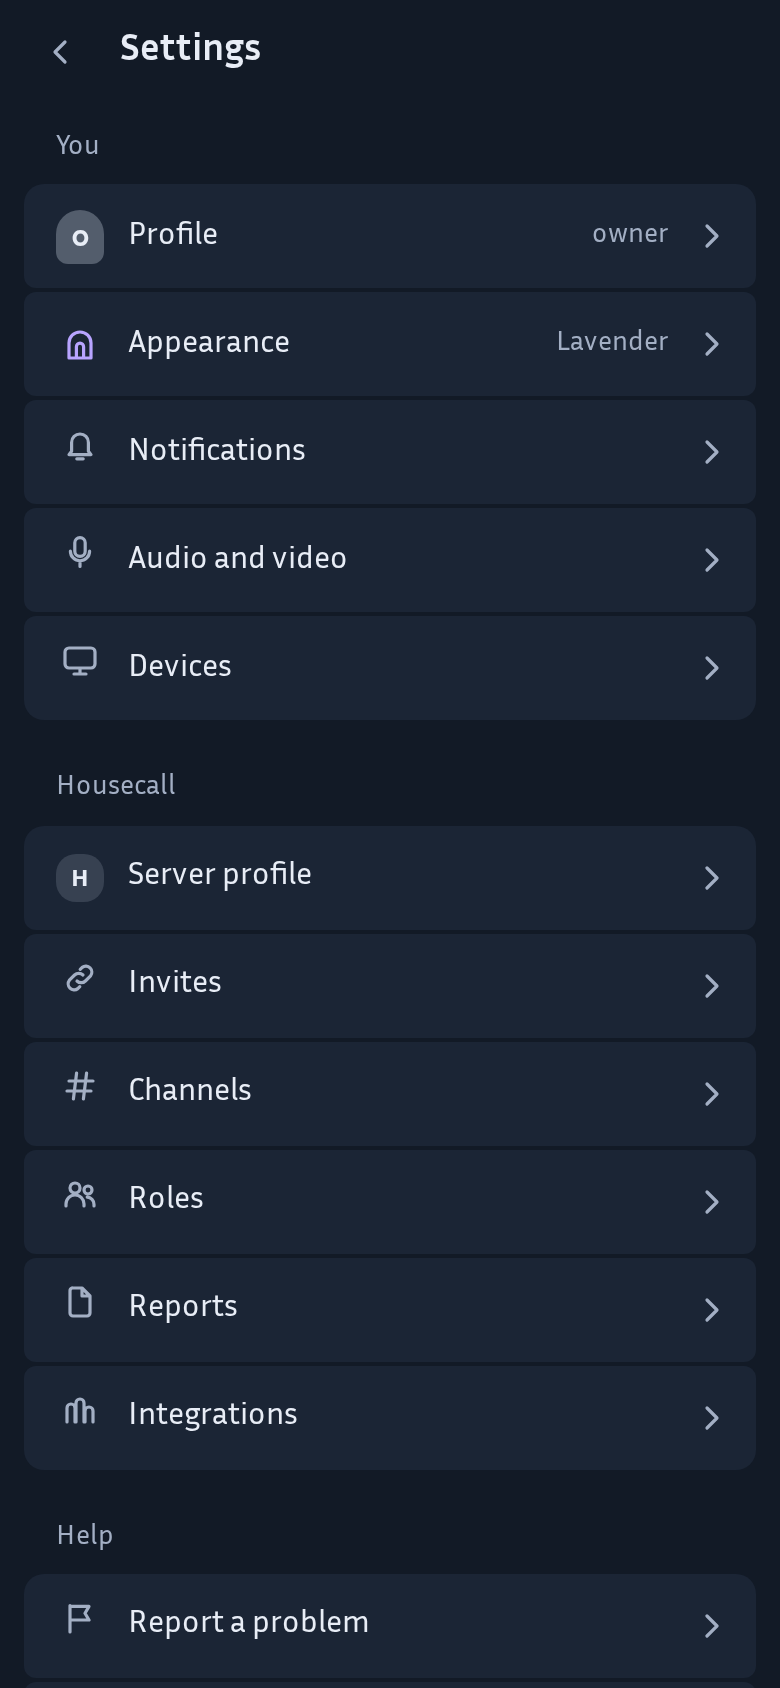 Settings
You
O Profile owner
Appearance Lavender
Notifications
Audio and video
Devices
Housecall
H Server profile
Invites
Channels
Roles
Reports
Integrations
Help
Report a problem